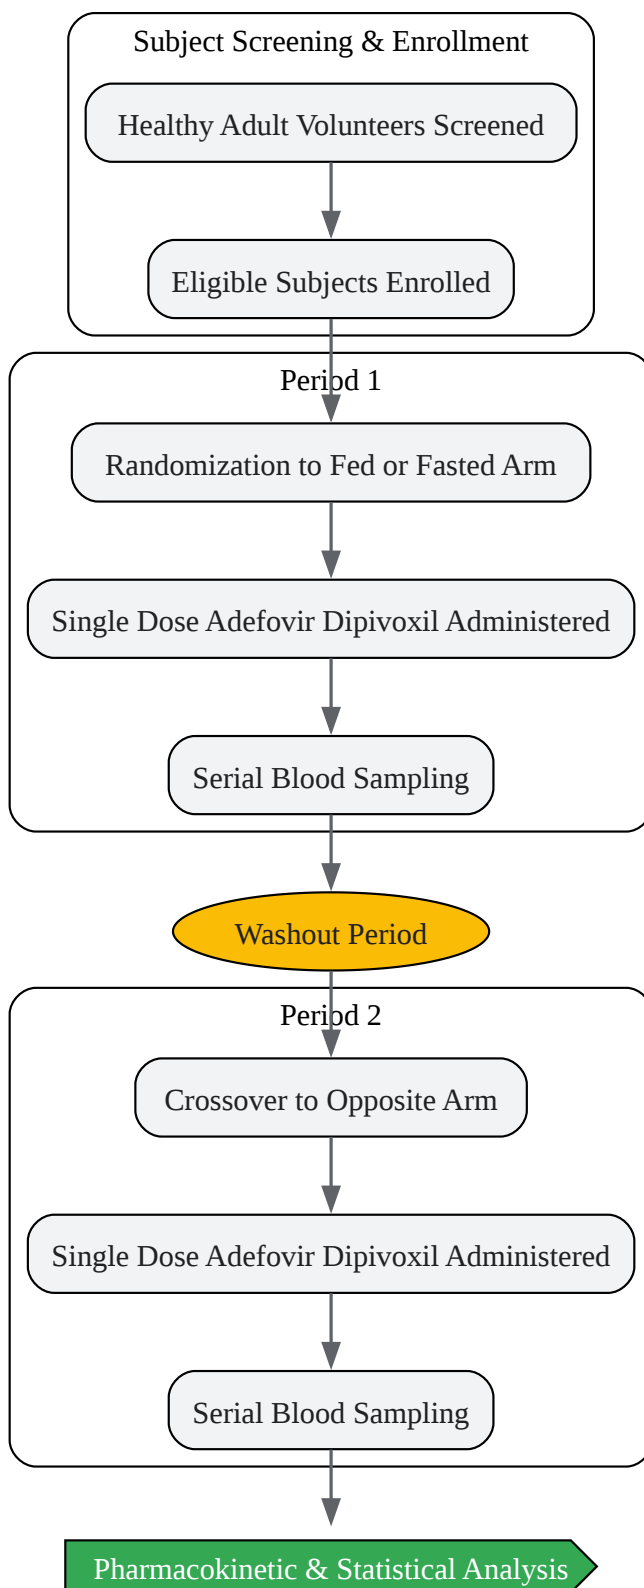 Subject Screening & Enrollment
Healthy Adult Volunteers Screened
Eligible Subjects Enrolled
Period 1
Randomization to Fed or Fasted Arm
Single Dose Adefovir Dipivoxil Administered
Serial Blood Sampling
Washout Period
Period 2
Crossover to Opposite Arm
Single Dose Adefovir Dipivoxil Administered
Serial Blood Sampling
Pharmacokinetic & Statistical Analysis